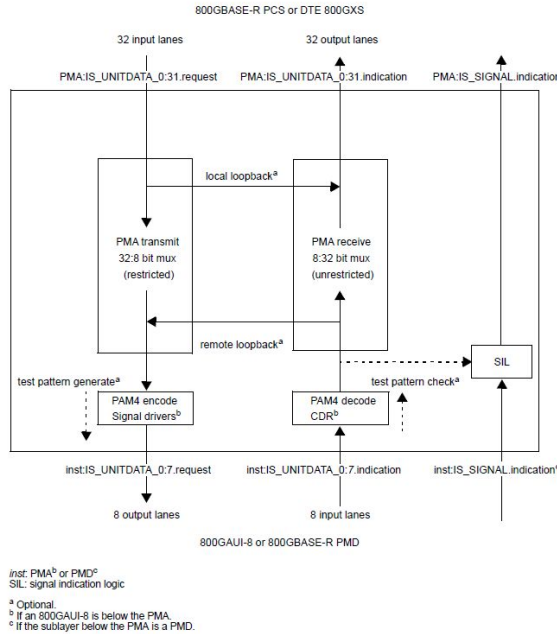 800GBASE-R PCS or DTE 800GXS
32 input lanes
32 output lanes
PMA:IS_UNITDATA_0:31.request
PMA:IS_UNITDATA_0:31.indication
PMA:IS_SIGNAL.indication
local loopbackᵃ
PMA transmit
32:8 bit mux
(restricted)
PMA receive
8:32 bit mux
(unrestricted)
remote loopbackᵃ
SIL
test pattern generateᵃ
test pattern checkᵃ
PAM4 encode
Signal driversᵇ
PAM4 decode
CDRᵇ
inst:IS_UNITDATA_0:7.request
inst:IS_UNITDATA_0:7.indication
inst:IS_SIGNAL.indication
8 output lanes
8 input lanes
800GAUI-8 or 800GBASE-R PMD
inst: PMAᵇ or PMDᶜ
SIL: signal indication logic
ᵃ Optional.
ᵇ If an 800GAUI-8 is below the PMA.
ᶜ If the sublayer below the PMA is a PMD.